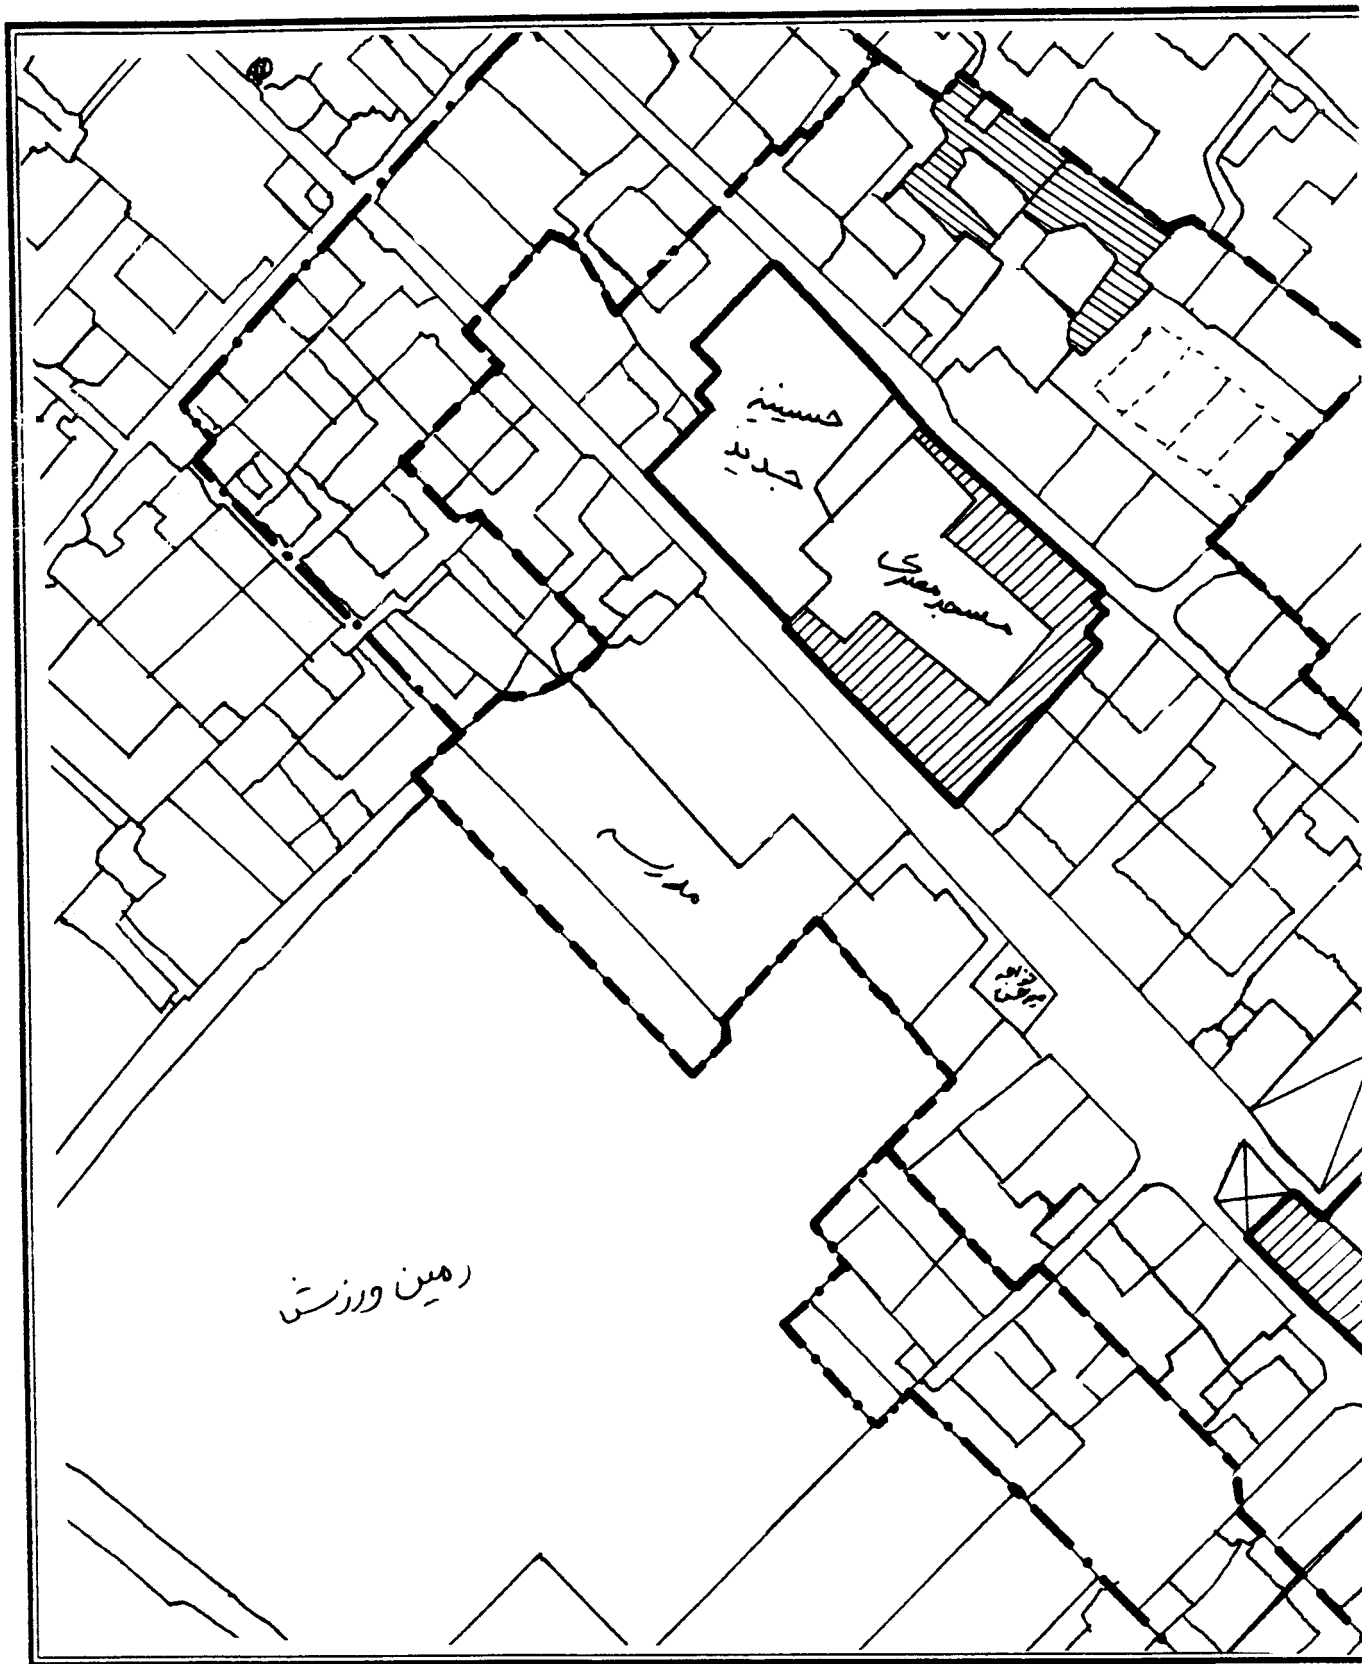 حسینیه
جدید
مسجد مصری
مدرسه
زمین ورزش